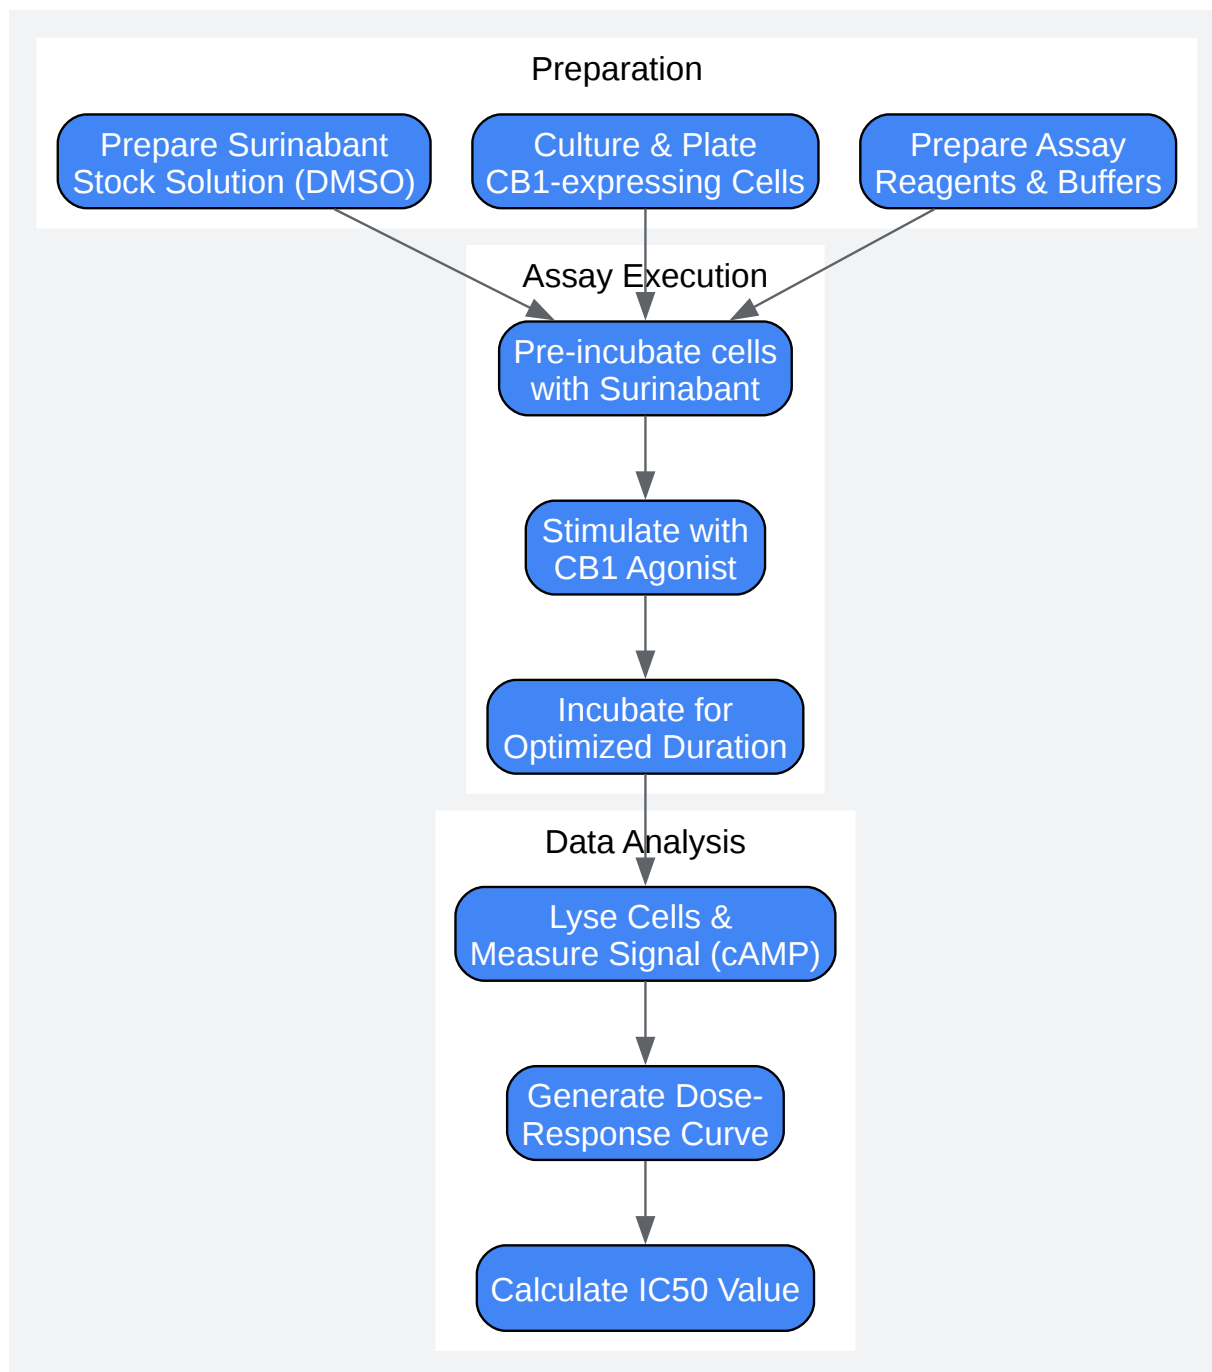 Preparation
Prepare Surinabant
Stock Solution (DMSO)
Culture & Plate
CB1-expressing Cells
Prepare Assay
Reagents & Buffers
Assay Execution
Pre-incubate cells
with Surinabant
Stimulate with
CB1 Agonist
Incubate for
Optimized Duration
Data Analysis
Lyse Cells &
Measure Signal (cAMP)
Generate Dose-
Response Curve
Calculate IC50 Value